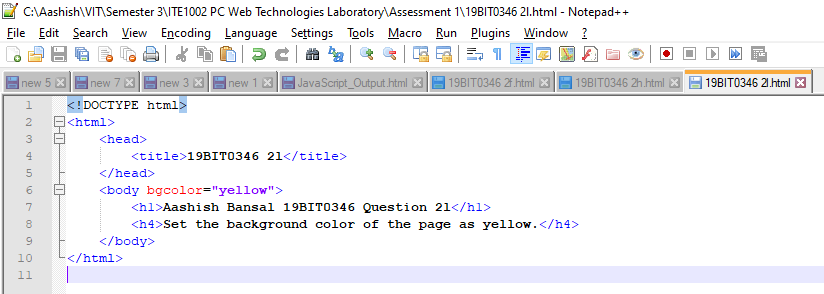 C:\Aashish\VIT\Semester 3\ITE1002 PC Web Technologies Laboratory\Assessment 1\19BIT0346 2l.html - Notepad++
File Edit Search View Encoding Language Settings Tools Macro Run Plugins Window ?
new 5 new 7 new 3 new 1 JavaScript_Output.html 19BIT0346 2f.html 19BIT0346 2h.html 19BIT0346 2l.html
1 <!DOCTYPE html>
2 <html>
3 <head>
4 <title>19BIT0346 2l</title>
5 </head>
6 <body bgcolor="yellow">
7 <h1>Aashish Bansal 19BIT0346 Question 2l</h1>
8 <h4>Set the background color of the page as yellow.</h4>
9 </body>
10 </html>
11